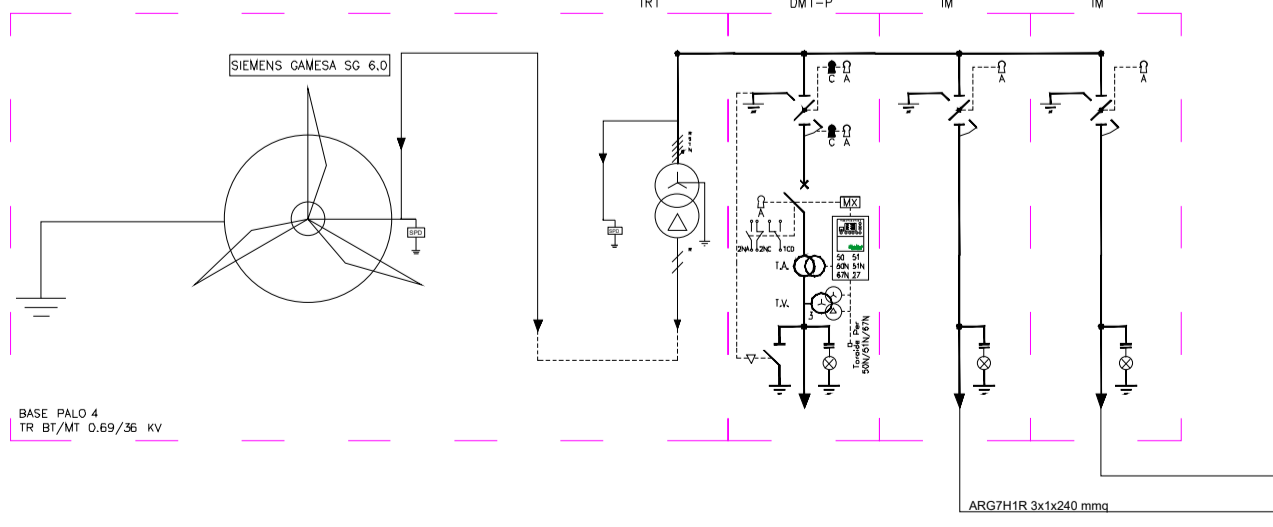 TR1
DMT-P
IM
IM
SIEMENS GAMESA SG 6.0
C A
A
A
C A
SPD
SPD
A
MX
2NA 2NC 1CO
50 51
50N 51N
67N 27
T.A.
T.V.
3
Toroide Per
50N/51N/67N
BASE PALO 4
TR BT/MT 0.69/36 KV
ARG7H1R 3x1x240 mmq